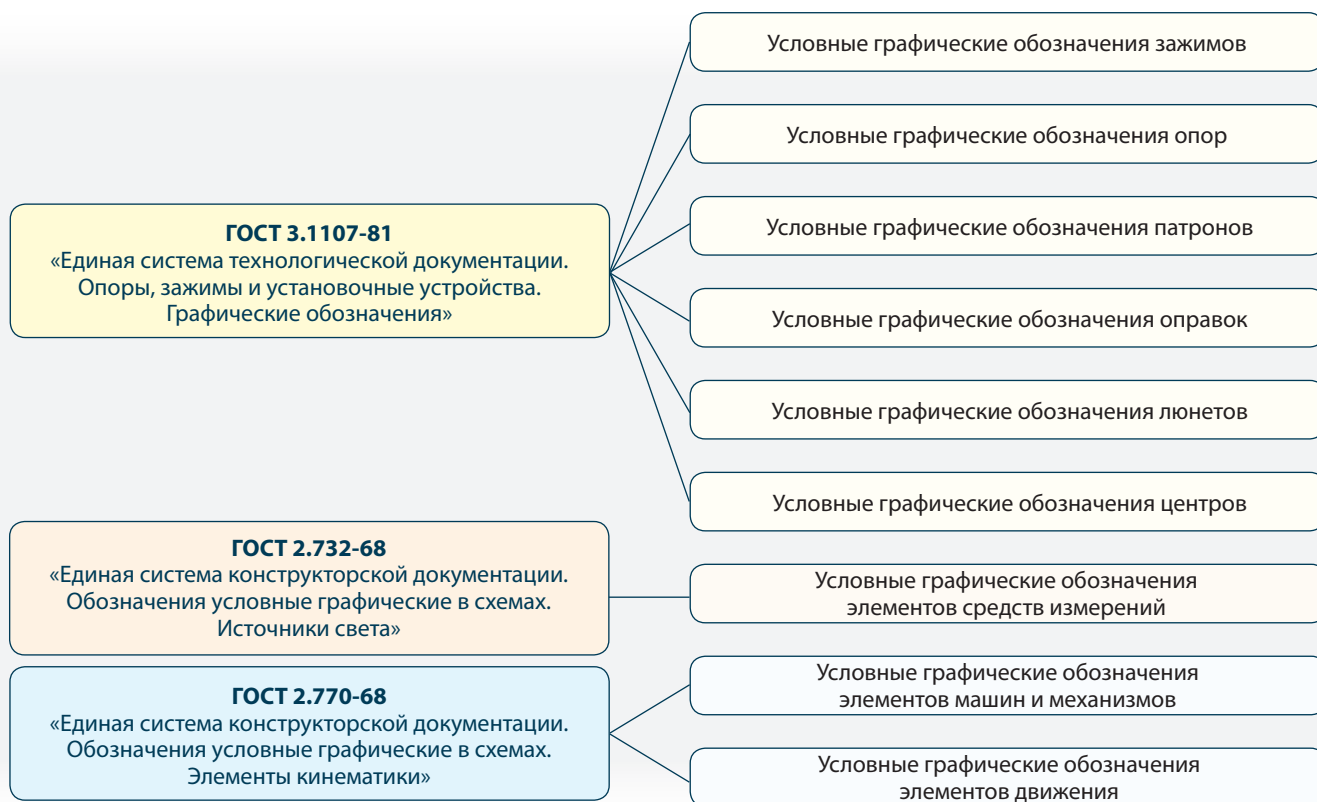 Условные графические обозначения зажимов
Условные графические обозначения опор
Условные графические обозначения патронов
Условные графические обозначения оправок
Условные графические обозначения люнетов
Условные графические обозначения центров
ГОСТ 3.1107-81
«Единая система технологической документации.
Опоры, зажимы и установочные устройства.
Графические обозначения»
ГОСТ 2.732-68
«Единая система конструкторской документации.
Обозначения условные графические в схемах.
Источники света»
Условные графические обозначения
элементов средств измерений
ГОСТ 2.770-68
«Единая система конструкторской документации.
Обозначения условные графические в схемах.
Элементы кинематики»
Условные графические обозначения
элементов машин и механизмов
Условные графические обозначения
элементов движения